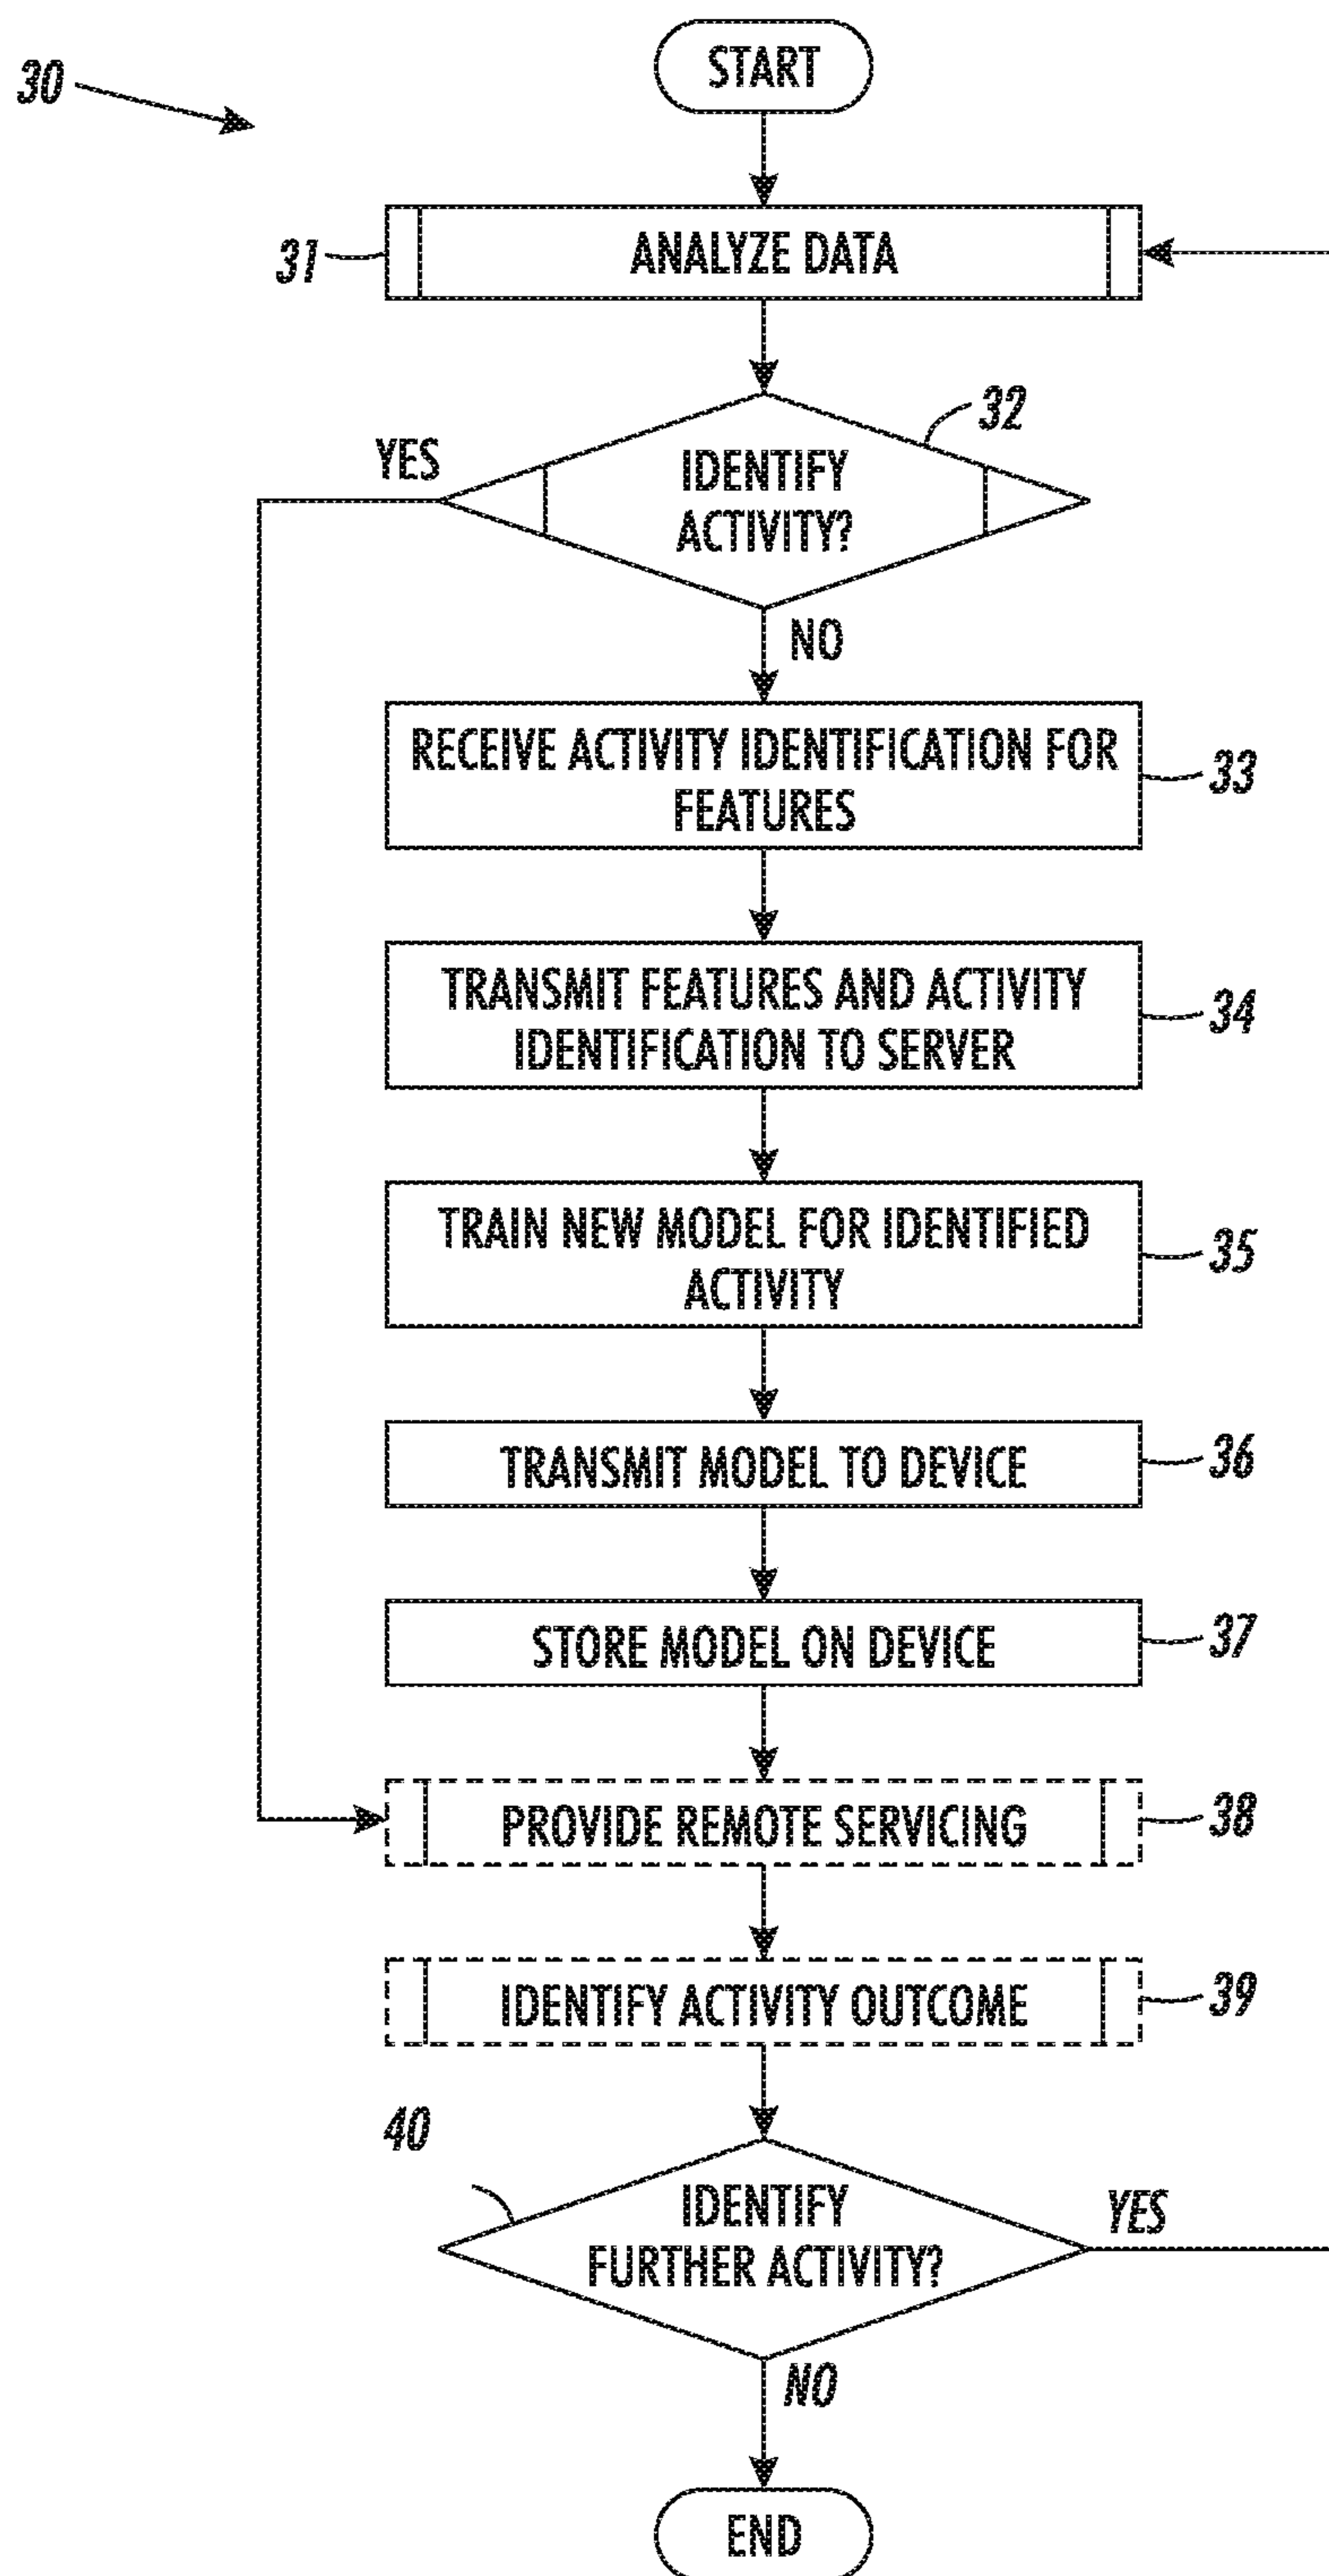 START
30
ANALYZE DATA
31
32
YES
IDENTIFY
ACTIVITY?
NO
RECEIVE ACTIVITY IDENTIFICATION FOR
FEATURES
33
TRANSMIT FEATURES AND ACTIVITY
IDENTIFICATION TO SERVER
34
TRAIN NEW MODEL FOR IDENTIFIED
ACTIVITY
35
TRANSMIT MODEL TO DEVICE
36
STORE MODEL ON DEVICE
37
PROVIDE REMOTE SERVICING
38
IDENTIFY ACTIVITY OUTCOME
39
40
IDENTIFY
FURTHER ACTIVITY?
YES
NO
END